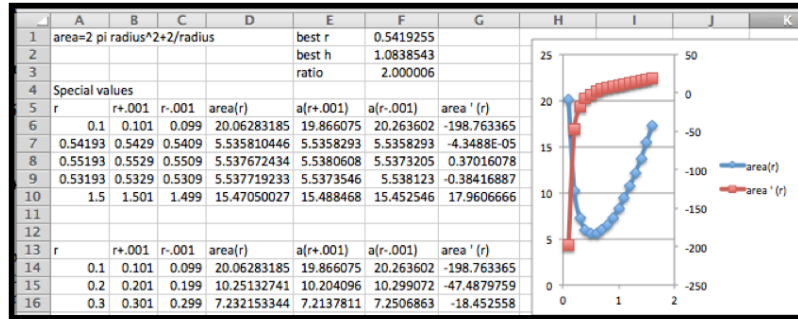 A B C D E F G H I J K
1 area=2 pi radius^2+2/radius best r 0.5419255
2 best h 1.0838543
3 ratio 2.000006
4 Special values
5 r r+.001 r-.001 area(r) a(r+.001) a(r-.001) area ' (r)
6 0.1 0.101 0.099 20.06283185 19.866075 20.263602 -198.763365
7 0.54193 0.5429 0.5409 5.535810446 5.5358293 5.5358293 -4.3488E-05
8 0.55193 0.5529 0.5509 5.537672434 5.5380608 5.5373205 0.37016078
9 0.53193 0.5329 0.5309 5.537719233 5.5373546 5.538123 -0.38416887
10 1.5 1.501 1.499 15.47050027 15.488468 15.452546 17.9606666
11
12
13 r r+.001 r-.001 area(r) a(r+.001) a(r-.001) area ' (r)
14 0.1 0.101 0.099 20.06283185 19.866075 20.263602 -198.763365
15 0.2 0.201 0.199 10.25132741 10.204096 10.299072 -47.4879759
16 0.3 0.301 0.299 7.232153344 7.2137811 7.2506863 -18.452558
25 50
20 0
-50
15
-100
10
-150
5
-200
0 -250
0 1 2
area(r)
area ' (r)